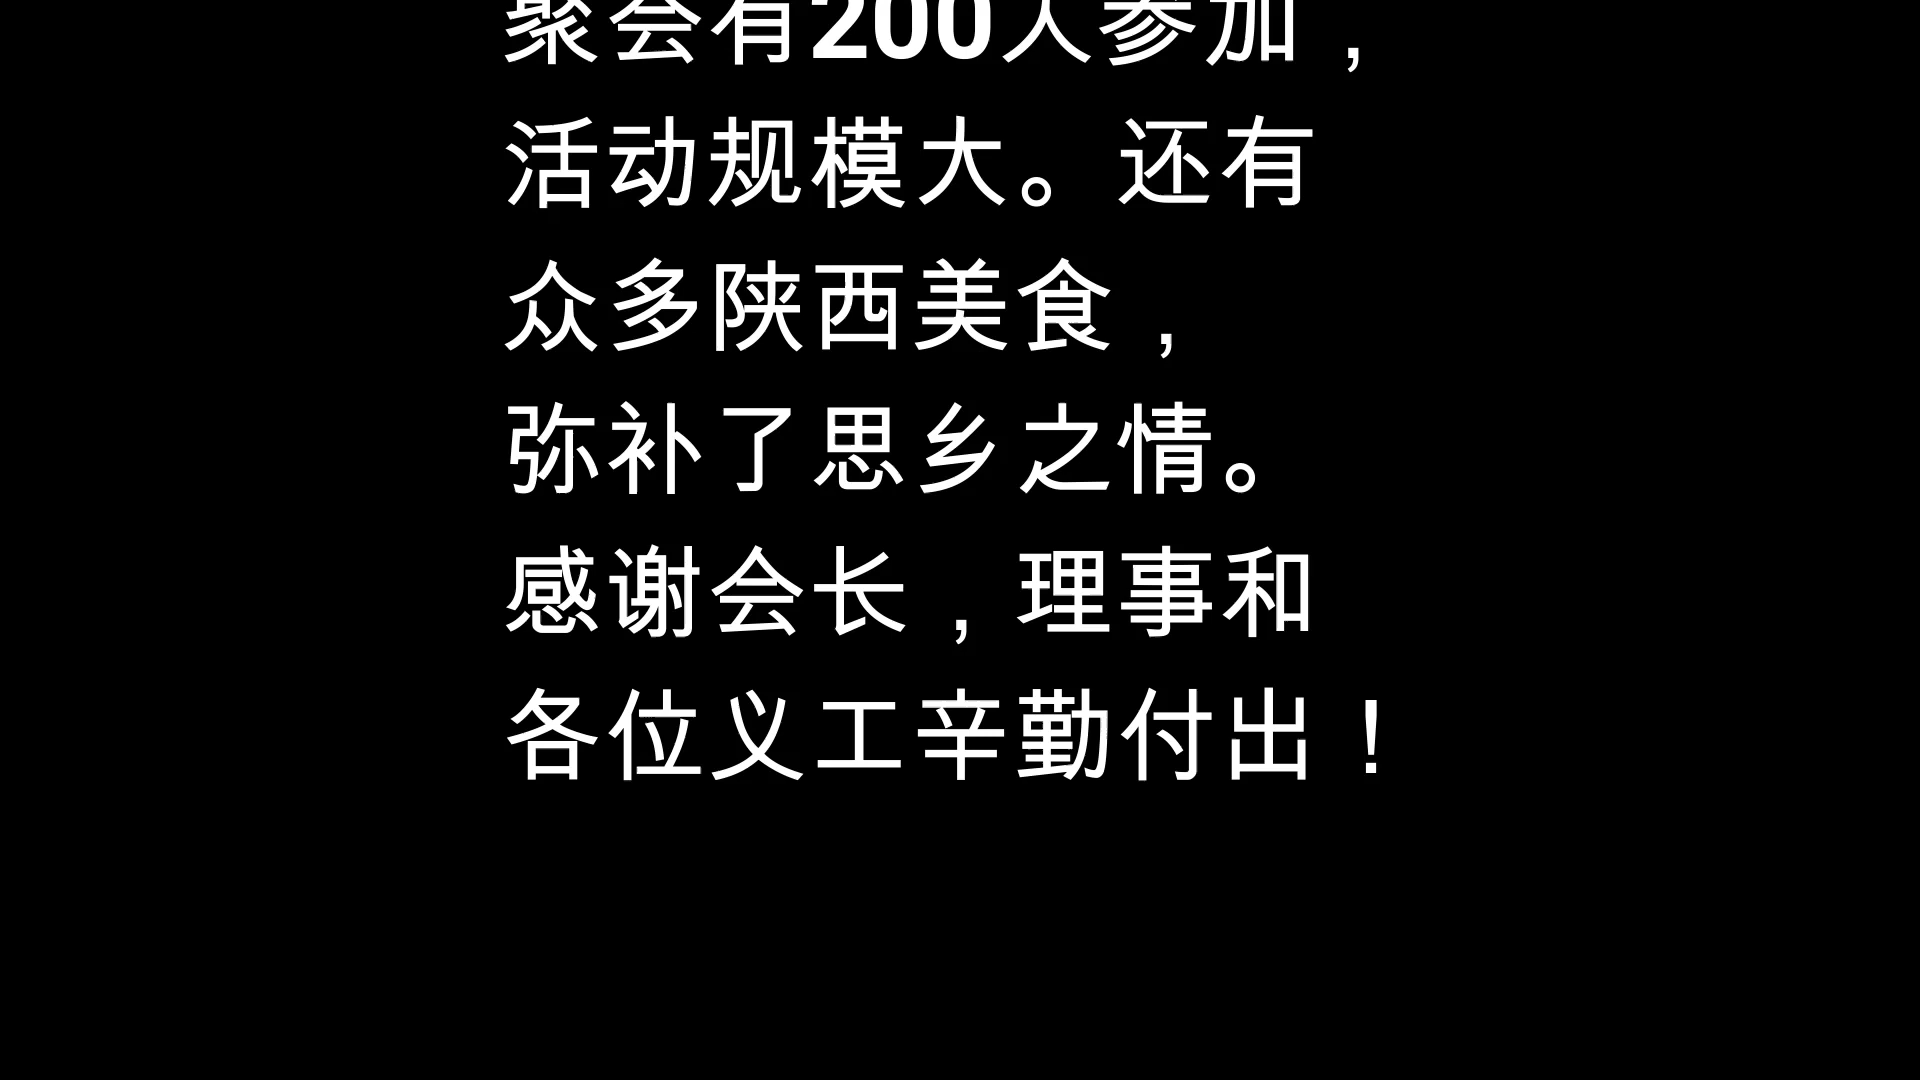 聚会有200人参加，
活动规模大。还有
众多陕西美食，
弥补了思乡之情。
感谢会长，理事和
各位义工辛勤付出！